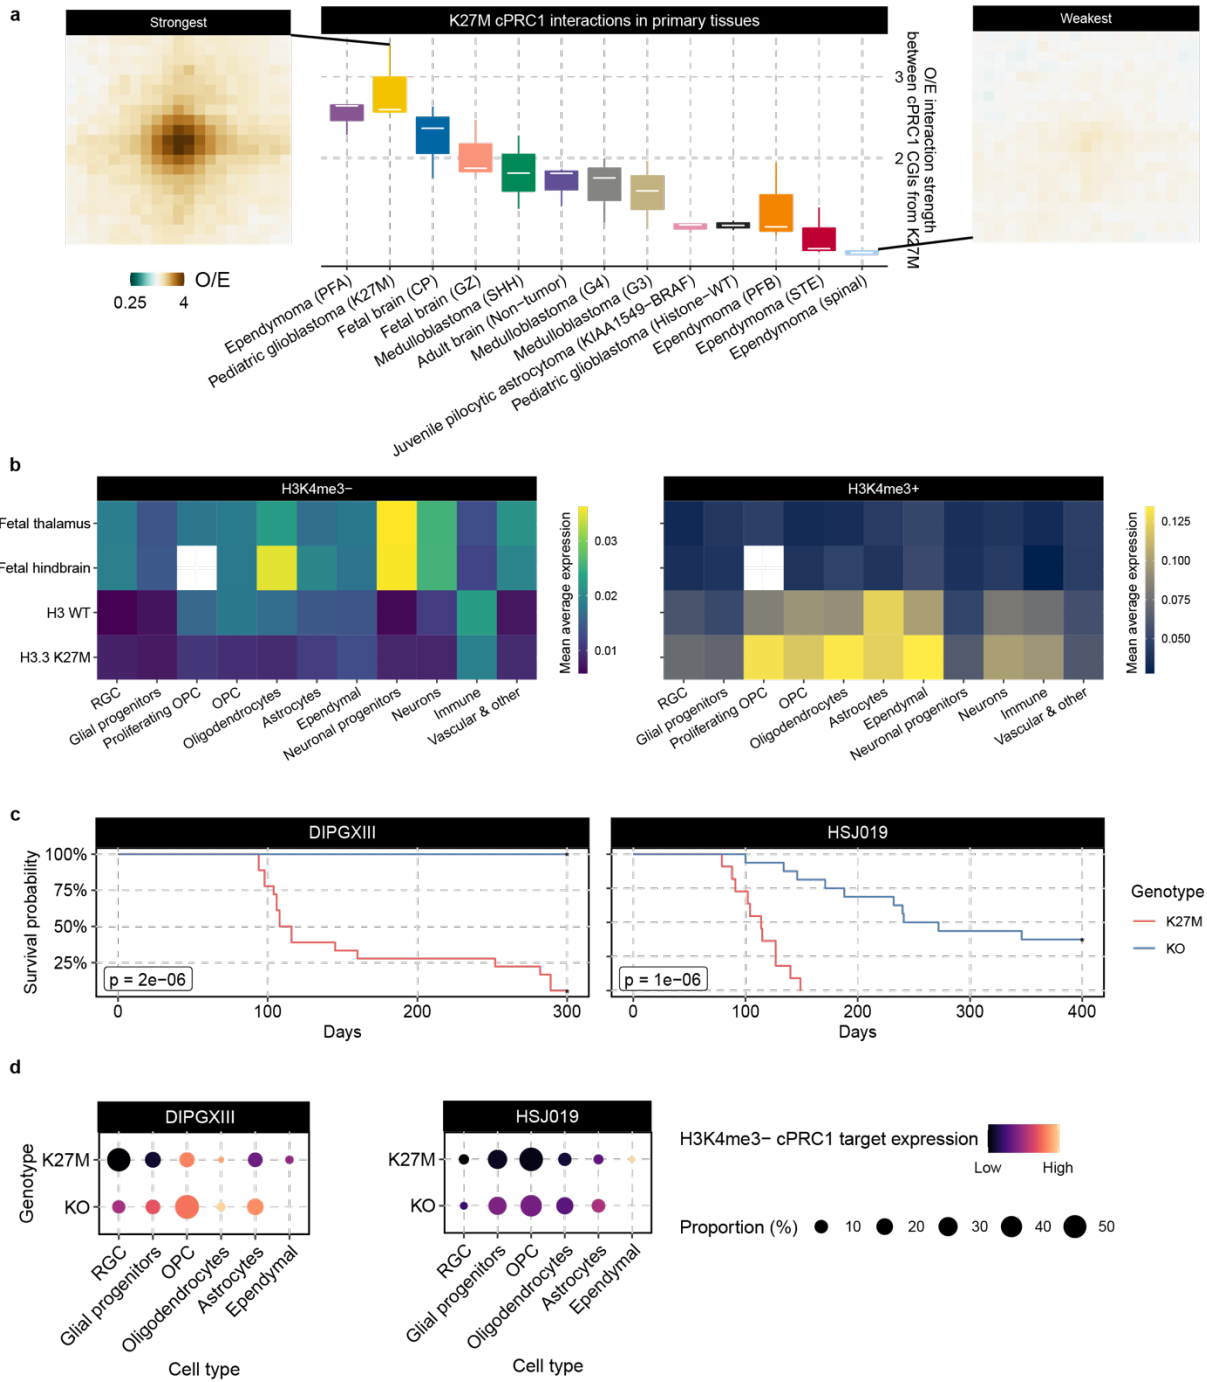 a
Strongest
K27M cPRC1 interactions in primary tissues
Weakest
O/E
0.25
4
3
2
O/E interaction strength
between cPRC1 CGIs from K27M
Ependymoma (PFA)
Pediatric glioblastoma (K27M)
Fetal brain (CP)
Fetal brain (GZ)
Medulloblastoma (SHH)
Adult brain (Non−tumor)
Medulloblastoma (G4)
Medulloblastoma (G3)
Juvenile pilocytic astrocytoma (KIAA1549−BRAF)
Pediatric glioblastoma (Histone−WT)
Ependymoma (PFB)
Ependymoma (STE)
Ependymoma (spinal)
b
H3K4me3−
H3K4me3+
Fetal thalamus
Fetal hindbrain
H3 WT
H3.3 K27M
Mean average expression
0.03
0.02
0.01
Mean average expression
0.125
0.100
0.075
0.050
RGC
Glial progenitors
Proliferating OPC
OPC
Oligodendrocytes
Astrocytes
Ependymal
Neuronal progenitors
Neurons
Immune
Vascular & other
RGC
Glial progenitors
Proliferating OPC
OPC
Oligodendrocytes
Astrocytes
Ependymal
Neuronal progenitors
Neurons
Immune
Vascular & other
c
DIPGXIII
HSJ019
Survival probability
100%
75%
50%
25%
p = 2e−06
p = 1e−06
0 100 200 300
Days
0 100 200 300 400
Days
Genotype
K27M
KO
d
DIPGXIII
HSJ019
Genotype
K27M
KO
K27M
KO
RGC
Glial progenitors
OPC
Oligodendrocytes
Astrocytes
Ependymal
Cell type
RGC
Glial progenitors
OPC
Oligodendrocytes
Astrocytes
Ependymal
Cell type
H3K4me3− cPRC1 target expression
Low High
Proportion (%) 10 20 30 40 50